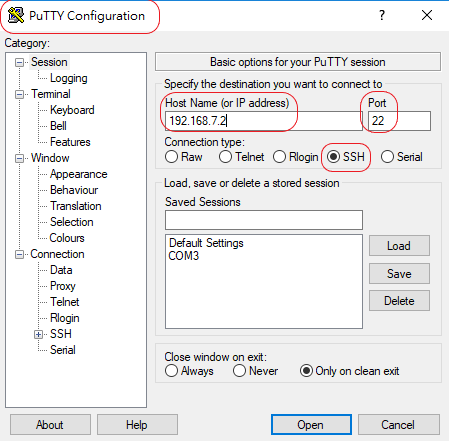 PuTTY Configuration
?
Category:
Session
Logging
Terminal
Keyboard
Bell
Features
Window
Appearance
Behaviour
Translation
Selection
Colours
Connection
Data
Proxy
Telnet
Rlogin
SSH
Serial
Basic options for your PuTTY session
Specify the destination you want to connect to
Host Name (or IP address) Port
192.168.7.2 22
Connection type:
Raw Telnet Rlogin SSH Serial
Load, save or delete a stored session
Saved Sessions
Default Settings
COM3
Load
Save
Delete
Close window on exit:
Always Never Only on clean exit
About Help Open Cancel